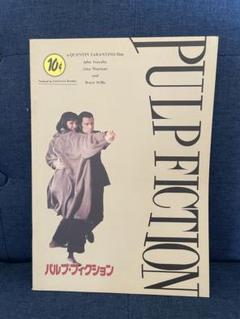 10¢
a QUENTIN TARANTINO film
John Travolta
Uma Thurman
and
Bruce Willis
PULP FICTION
パルプ・フィクション